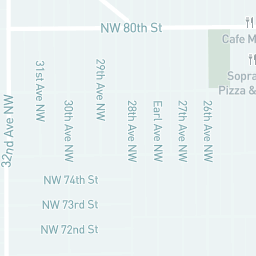 NW 80th St
Cafe M
Sopra
Pizza &
31st Ave NW
29th Ave NW
30th Ave NW
28th Ave NW
Earl Ave NW
27th Ave NW
26th Ave NW
32nd Ave NW
NW 74th St
NW 73rd St
NW 72nd St